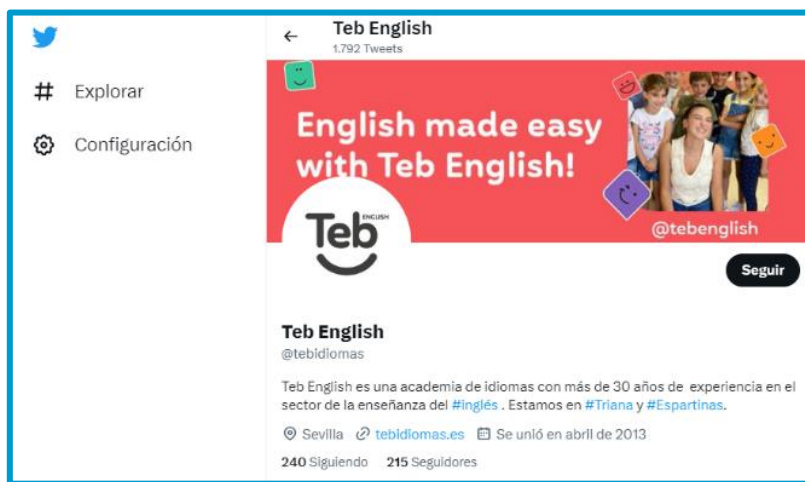 Teb English
1.792 Tweets
Explorar
Configuración
English made easy
with Teb English!
@tebenglish
Teb ENGLISH
Seguir
Teb English
@tebidiomas
Teb English es una academia de idiomas con más de 30 años de experiencia en el
sector de la enseñanza del #inglés . Estamos en #Triana y #Espartinas.
Sevilla tebidiomas.es Se unió en abril de 2013
240 Siguiendo 215 Seguidores